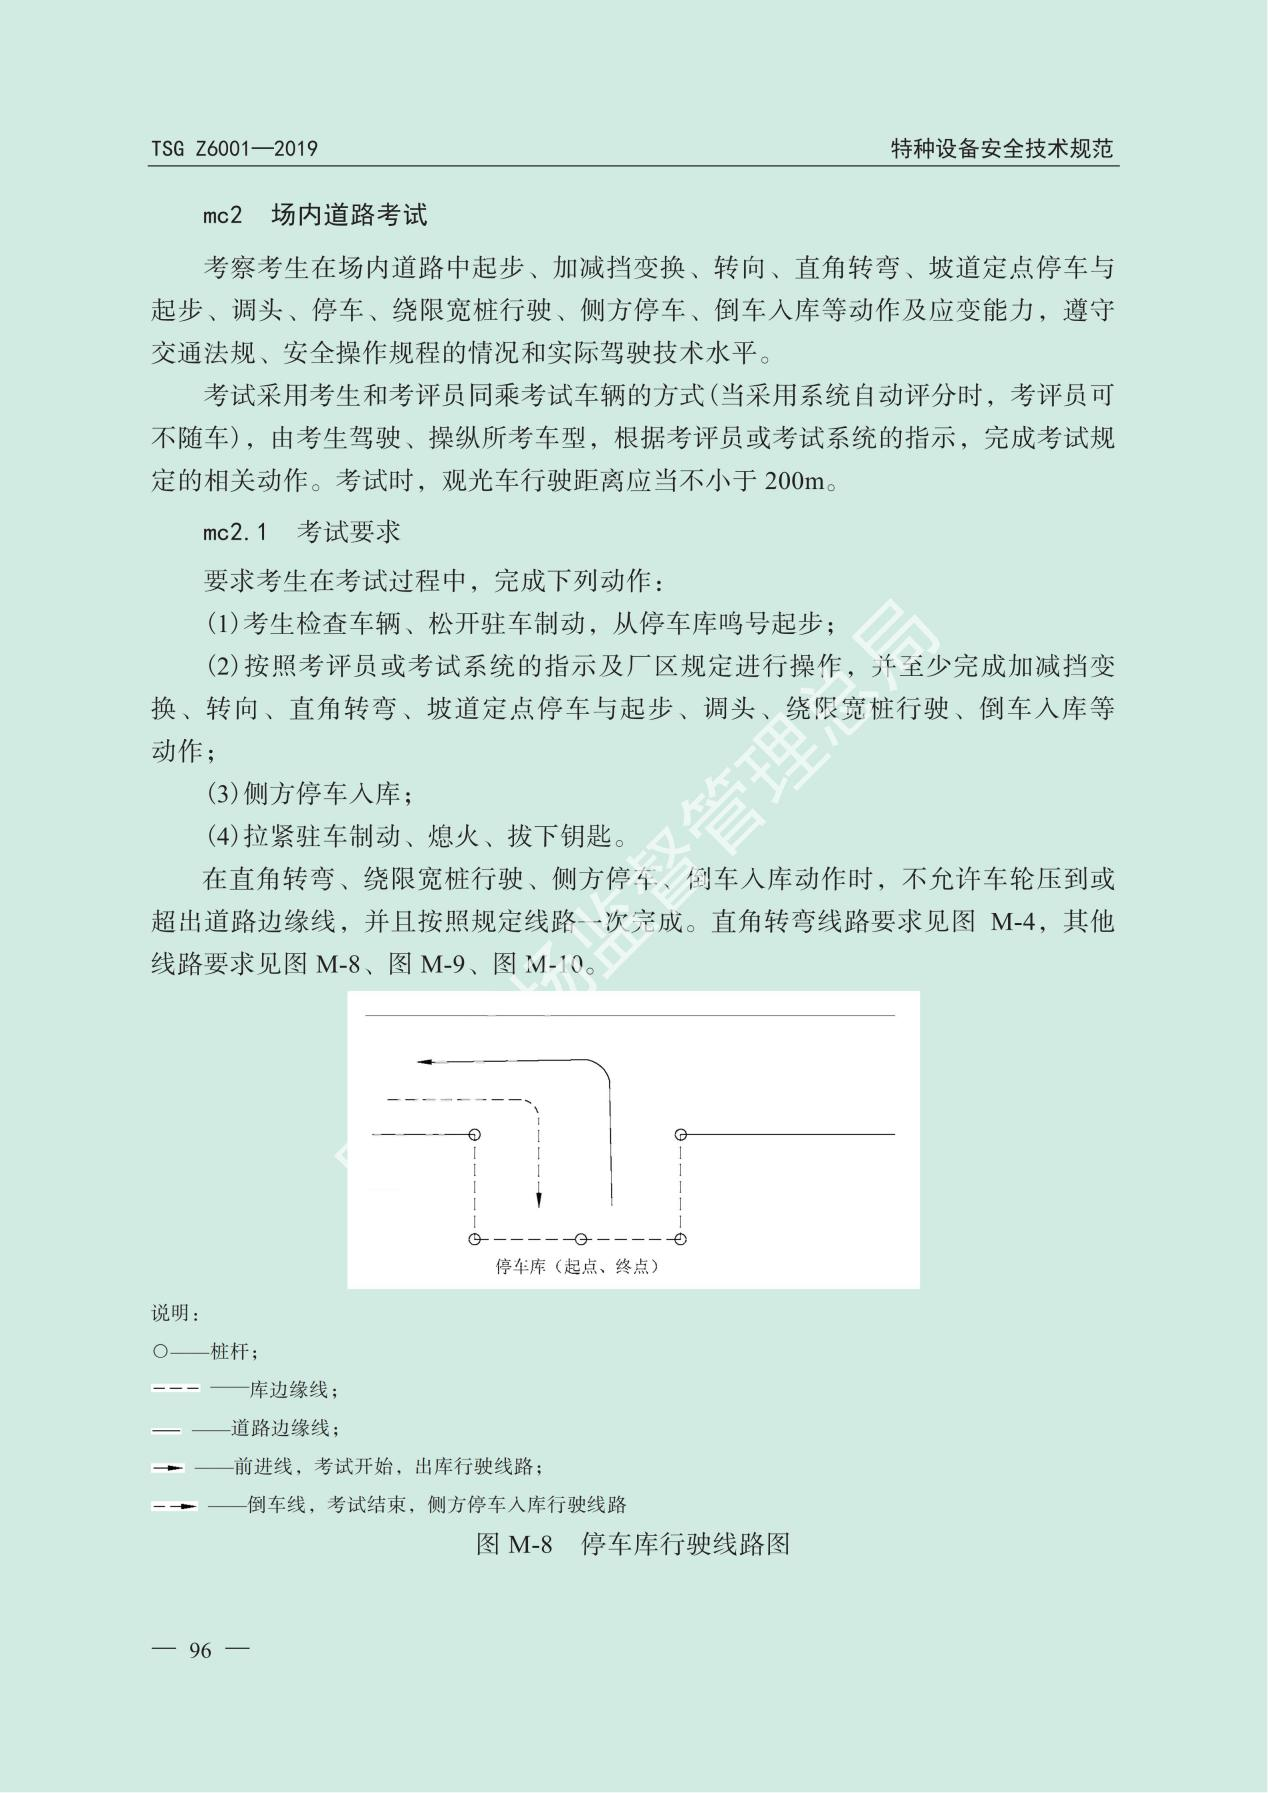 TSG Z6001—2019 特种设备安全技术规范
mc2 场内道路考试
考察考生在场内道路中起步、加减挡变换、转向、直角转弯、坡道定点停车与
起步、调头、停车、绕限宽桩行驶、侧方停车、倒车入库等动作及应变能力，遵守
交通法规、安全操作规程的情况和实际驾驶技术水平。
考试采用考生和考评员同乘考试车辆的方式(当采用系统自动评分时，考评员可
不随车)，由考生驾驶、操纵所考车型，根据考评员或考试系统的指示，完成考试规
定的相关动作。考试时，观光车行驶距离应当不小于 200m。
mc2.1 考试要求
要求考生在考试过程中，完成下列动作：
(1)考生检查车辆、松开驻车制动，从停车库鸣号起步；
(2)按照考评员或考试系统的指示及厂区规定进行操作，并至少完成加减挡变
换、转向、直角转弯、坡道定点停车与起步、调头、绕限宽桩行驶、倒车入库等
动作；
(3)侧方停车入库；
(4)拉紧驻车制动、熄火、拔下钥匙。
在直角转弯、绕限宽桩行驶、侧方停车、倒车入库动作时，不允许车轮压到或
超出道路边缘线，并且按照规定线路一次完成。直角转弯线路要求见图 M-4，其他
线路要求见图 M-8、图 M-9、图 M-10。
停车库（起点、终点）
说明：
○——桩杆；
——库边缘线；
——道路边缘线；
——前进线，考试开始，出库行驶线路；
——倒车线，考试结束，侧方停车入库行驶线路
图 M-8 停车库行驶线路图
— 96 —
场监督管理总局